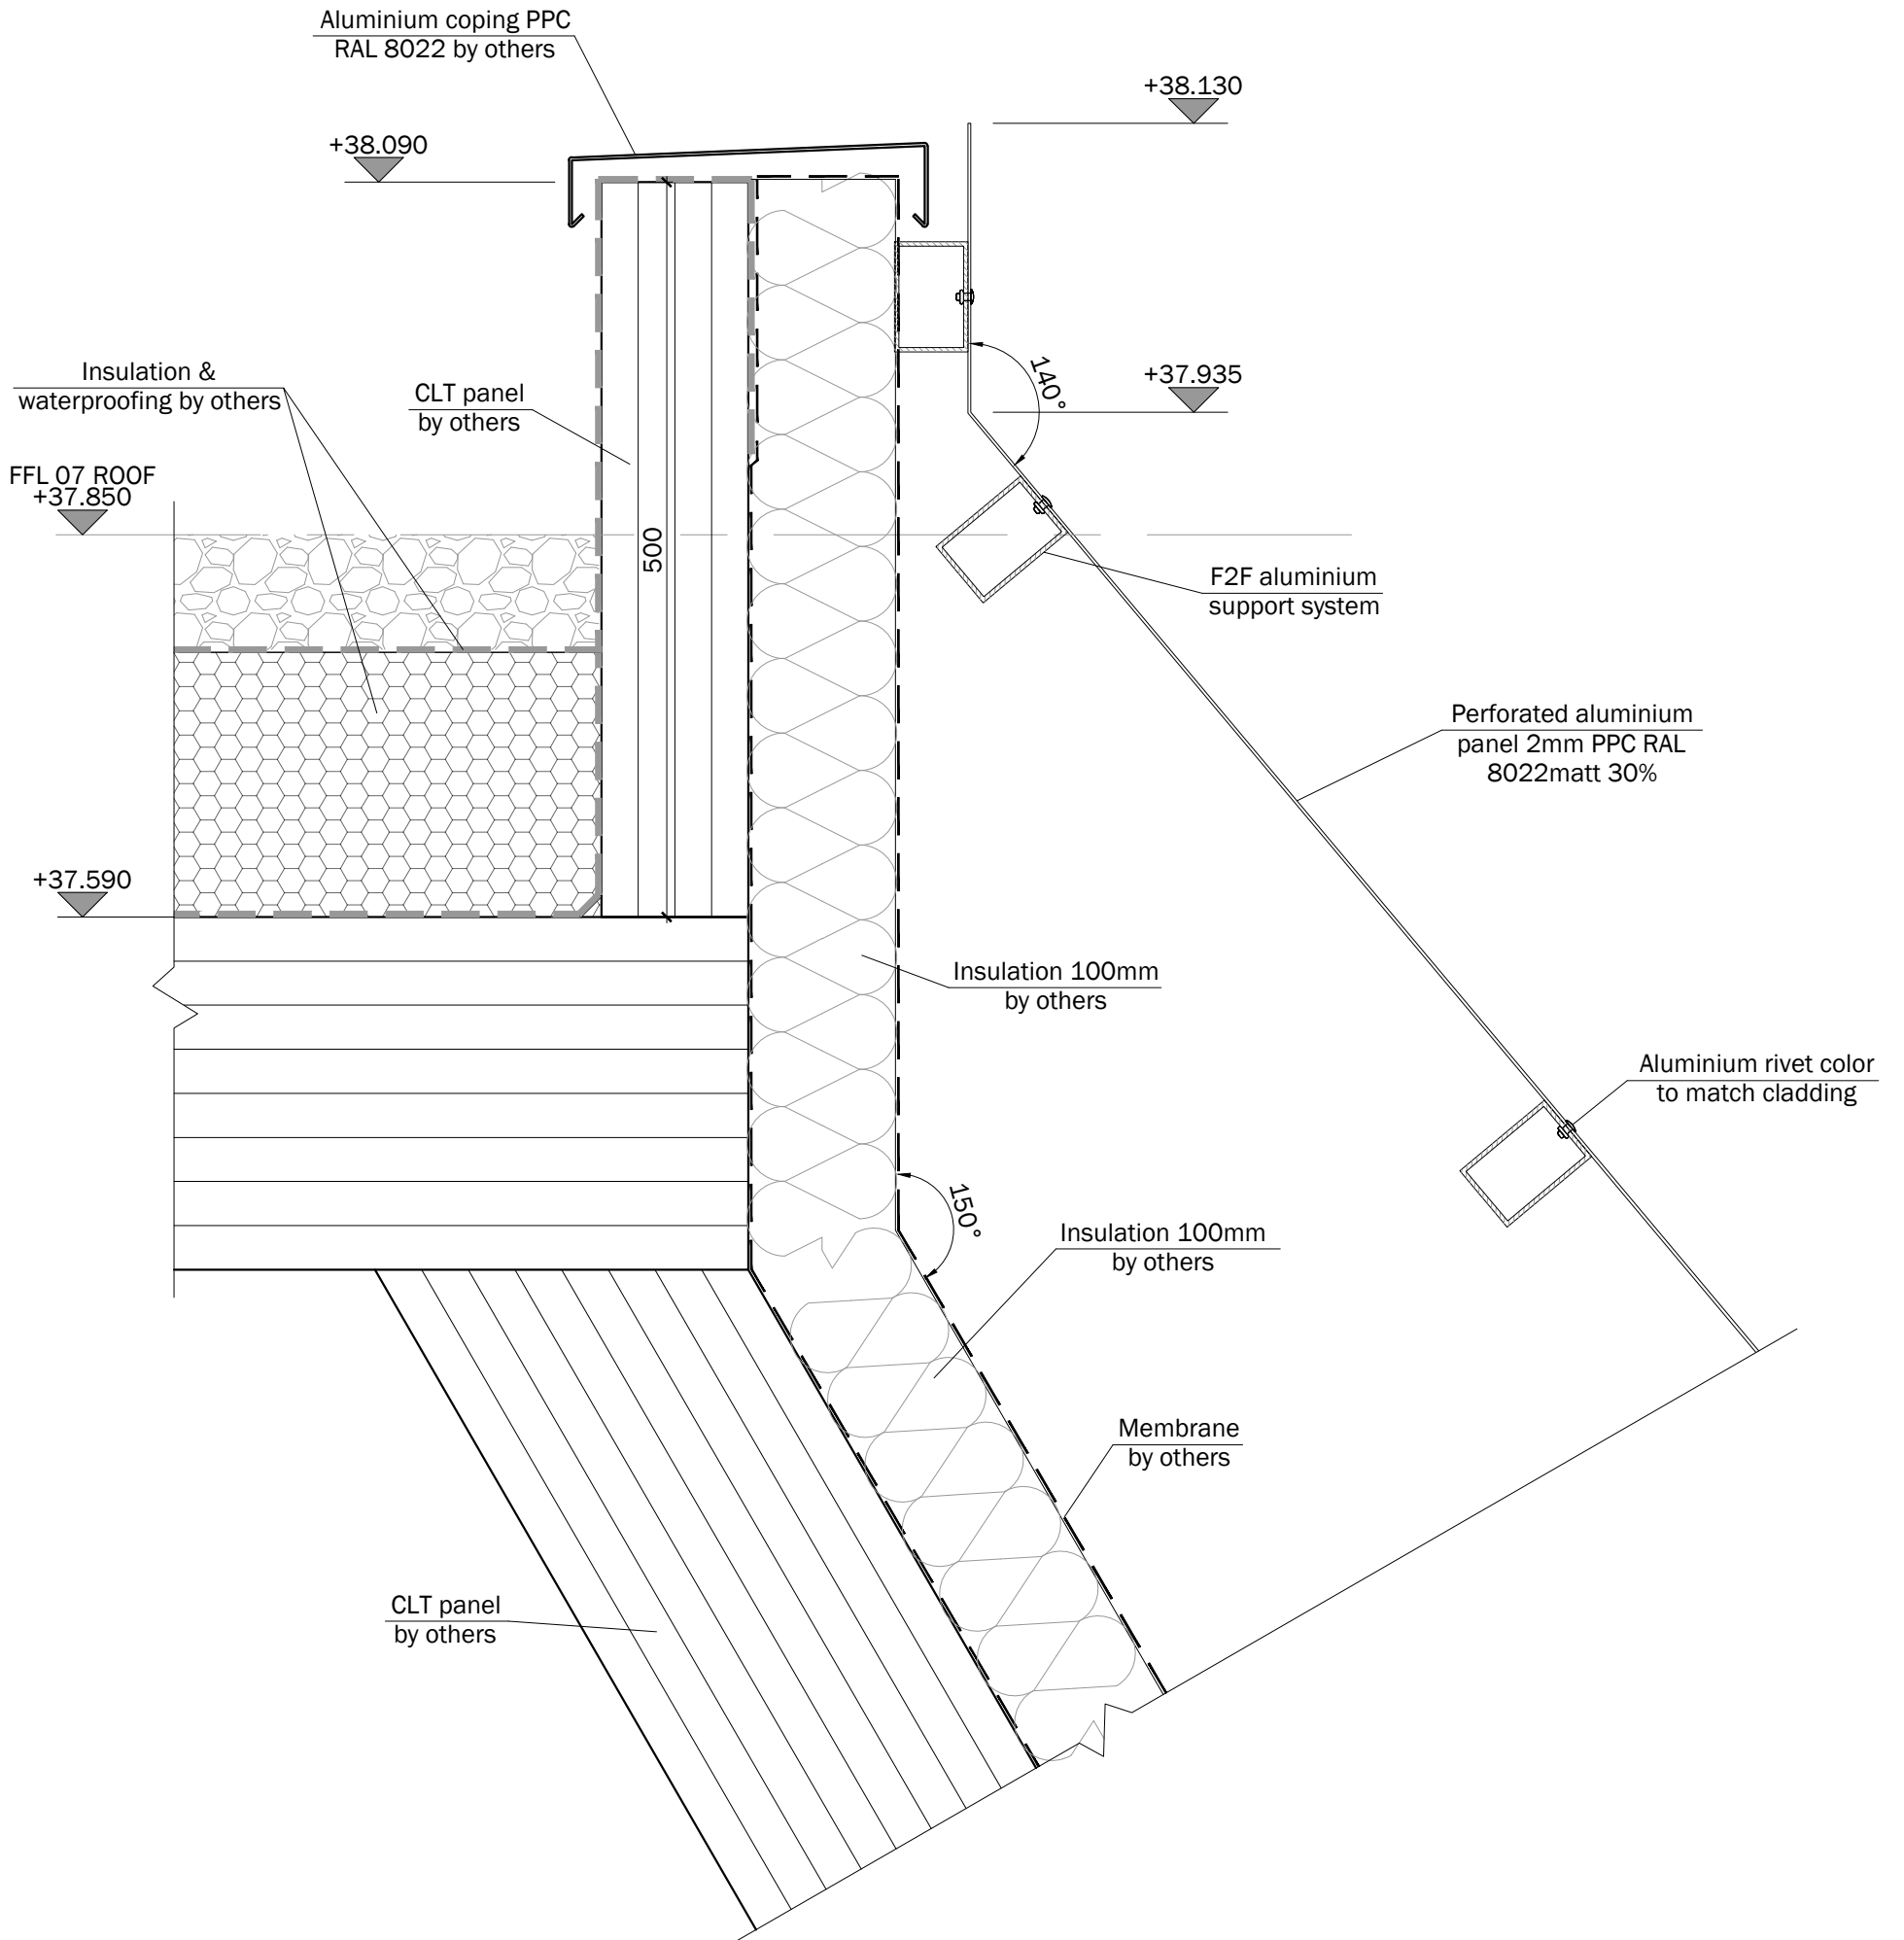 Aluminium coping PPC
RAL 8022 by others
+38.130
+38.090
Insulation &
waterproofing by others
CLT panel
by others
140°
+37.935
FFL 07 ROOF
+37.850
500
F2F aluminium
support system
Perforated aluminium
panel 2mm PPC RAL
8022matt 30%
+37.590
Insulation 100mm
by others
Aluminium rivet color
to match cladding
150°
Insulation 100mm
by others
Membrane
by others
CLT panel
by others